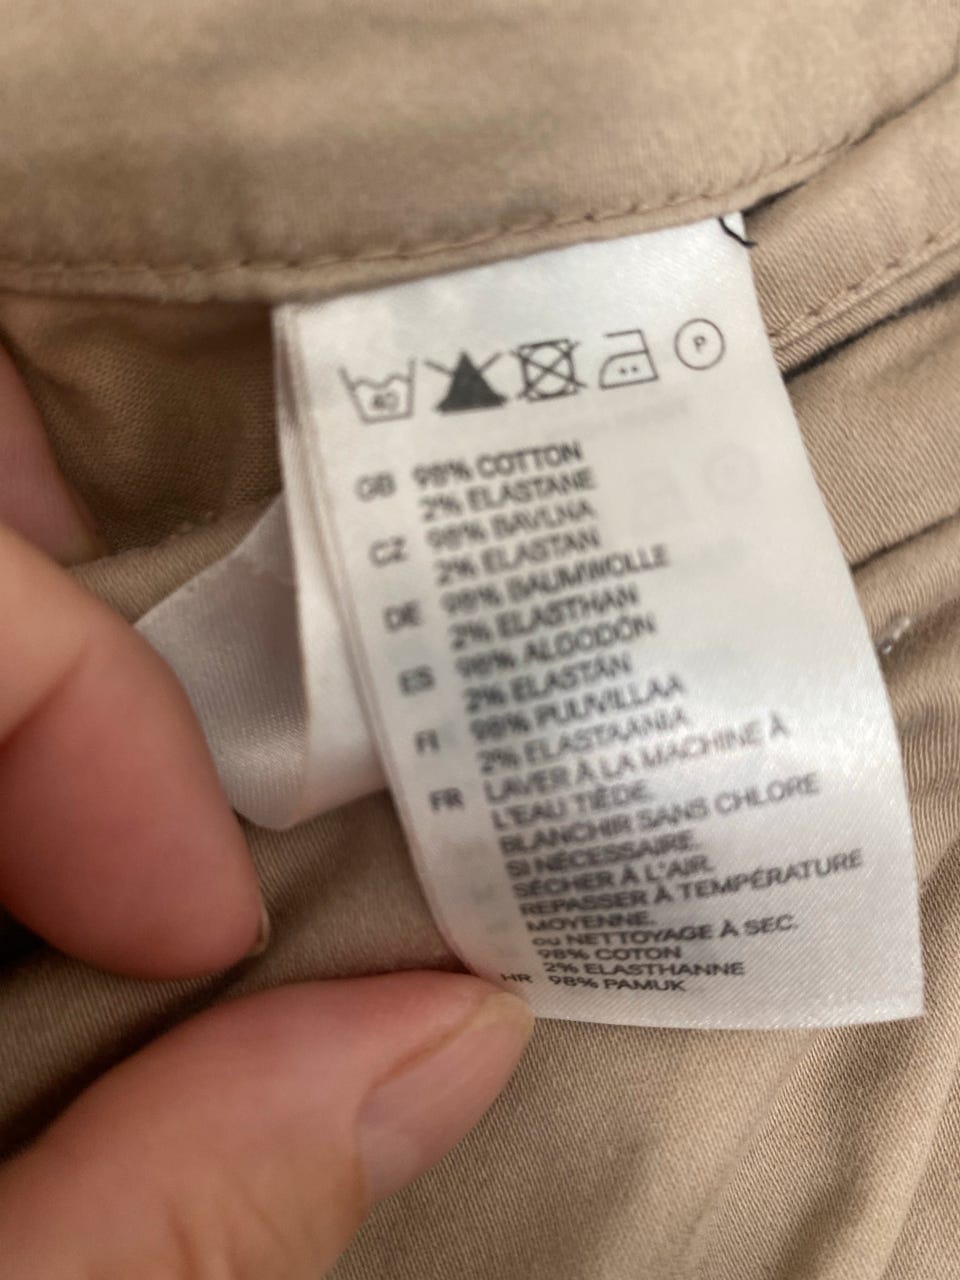 40 P
GB 98% COTTON
2% ELASTANE
CZ 98% BAVLNA
2% ELASTAN
DE 98% BAUMWOLLE
2% ELASTHAN
ES 98% ALGODÓN
2% ELASTÁN
FI 98% PUUVILLAA
2% ELASTAANIA
FR LAVER À LA MACHINE À
L'EAU TIÈDE.
BLANCHIR SANS CHLORE
SI NÉCESSAIRE.
SÉCHER À L'AIR.
REPASSER À TEMPÉRATURE
MOYENNE.
ou NETTOYAGE À SEC.
98% COTON
2% ELASTHANNE
HR 98% PAMUK